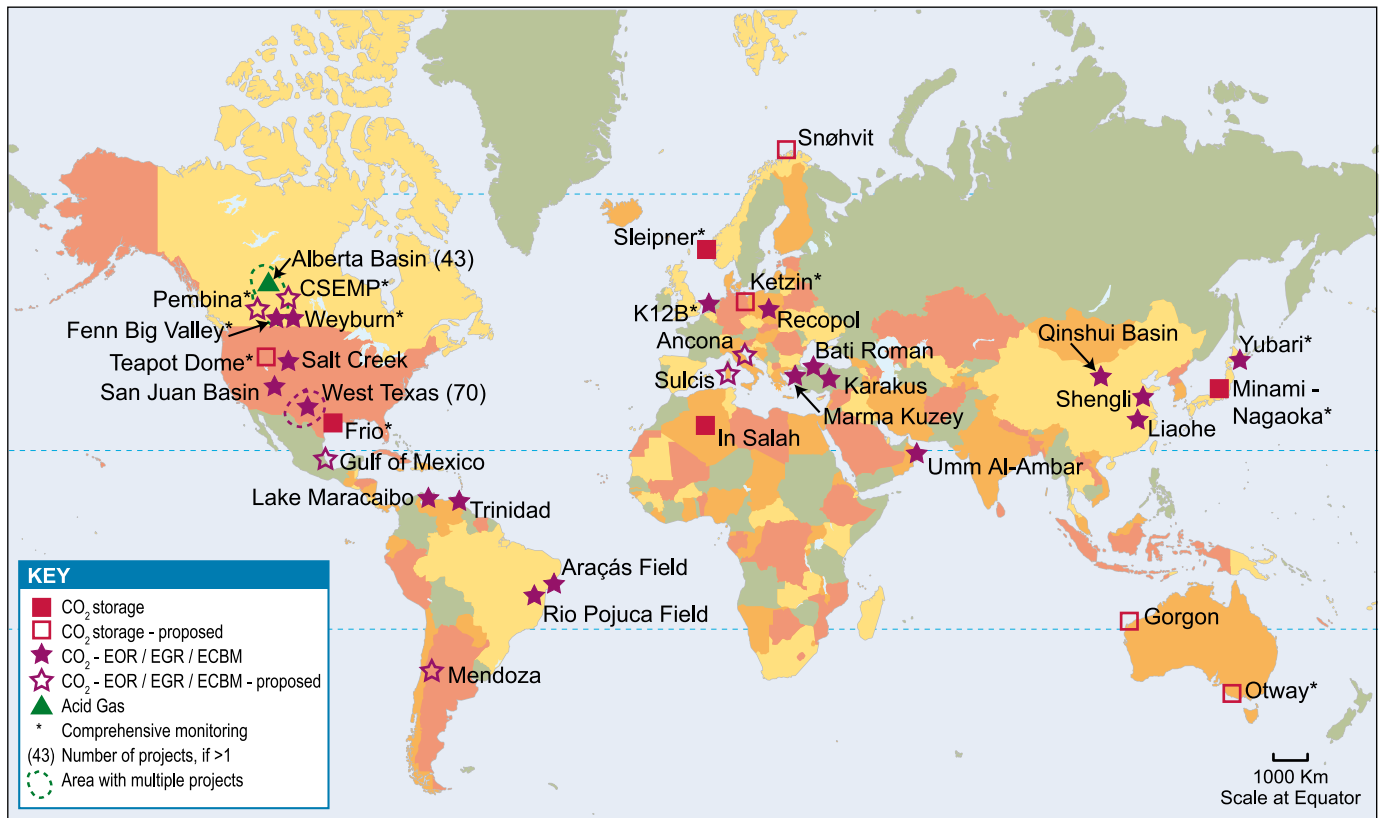 Snøhvit
Sleipner*
Alberta Basin (43)
CSEMP*
Pembina*
Ketzin*
K12B*
Weyburn*
Recopol
Fenn Big Valley*
Qinshui Basin
Ancona
Yubari*
Bati Roman
Teapot Dome*
Salt Creek
Sulcis
Karakus
San Juan Basin
West Texas (70)
Shengli
Minami -
Nagaoka*
Marma Kuzey
Liaohe
Frio*
In Salah
Gulf of Mexico
Umm Al-Ambar
Lake Maracaibo
Trinidad
Araçás Field
Rio Pojuca Field
Gorgon
Mendoza
Otway*
KEY
CO₂ storage
CO₂ storage - proposed
CO₂ - EOR / EGR / ECBM
CO₂ - EOR / EGR / ECBM - proposed
Acid Gas
* Comprehensive monitoring
(43) Number of projects, if >1
Area with multiple projects
1000 Km
Scale at Equator